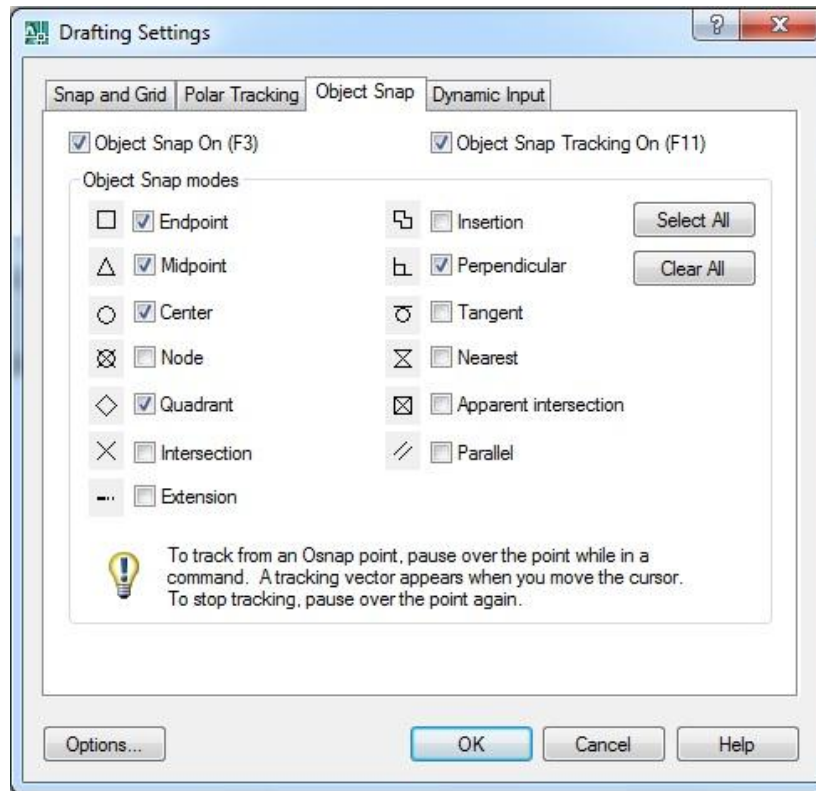 Drafting Settings
Snap and Grid
Polar Tracking
Object Snap
Dynamic Input
Object Snap On (F3)
Object Snap Tracking On (F11)
Object Snap modes
Endpoint
Midpoint
Center
Node
Quadrant
Intersection
Extension
Insertion
Perpendicular
Tangent
Nearest
Apparent intersection
Parallel
Select All
Clear All
To track from an Osnap point, pause over the point while in a
command. A tracking vector appears when you move the cursor.
To stop tracking, pause over the point again.
Options...
OK
Cancel
Help